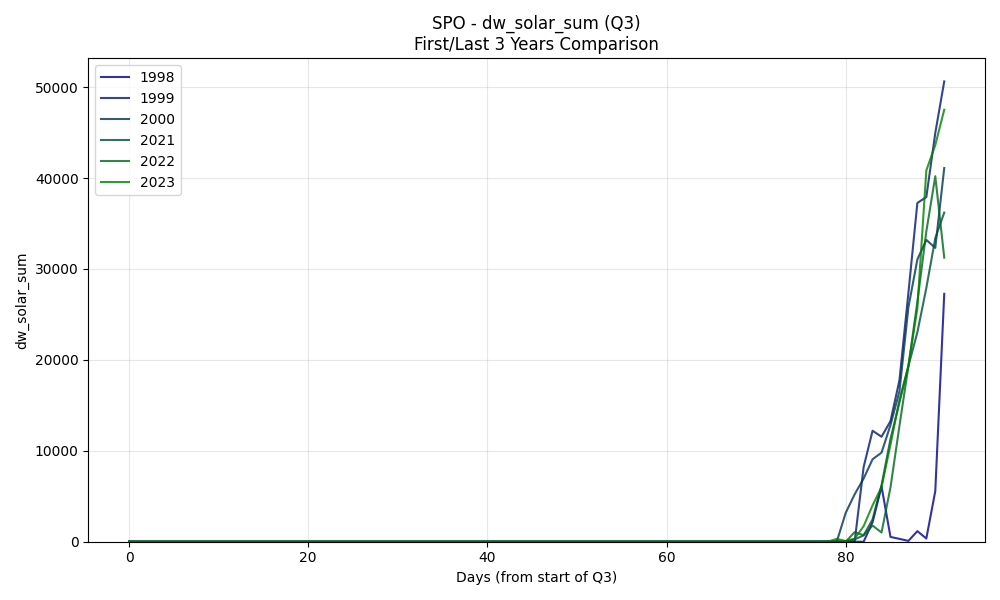 SPO - dw_solar_sum (Q3)
First/Last 3 Years Comparison
1998
1999
2000
2021
2022
2023
dw_solar_sum
50000
40000
30000
20000
10000
0
0 20 40 60 80
Days (from start of Q3)